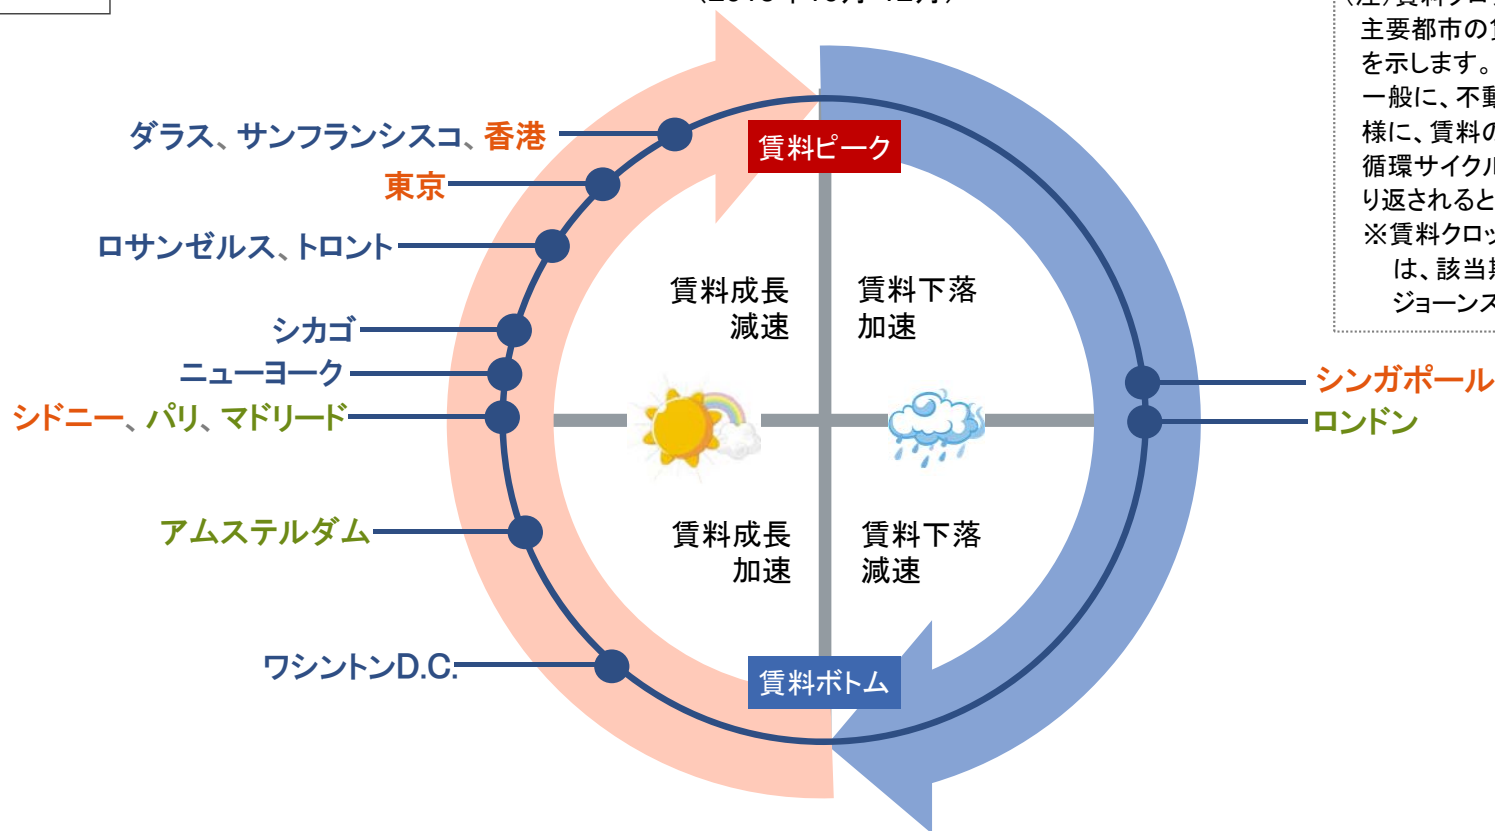 主要都市の
を示します。
一般に、不動
様に、賃料の
循環サイクル
り返されると
※賃料クロッ
は、該当期
ジョーンズ
ダラス、サンフランシスコ、香港
東京
ロサンゼルス、トロント
シカゴ
ニューヨーク
シドニー、パリ、マドリード
アムステルダム
ワシントンD.C.
賃料ピーク
賃料成長
減速
賃料下落
加速
シンガポール
ロンドン
賃料成長
加速
賃料下落
減速
賃料ボトム